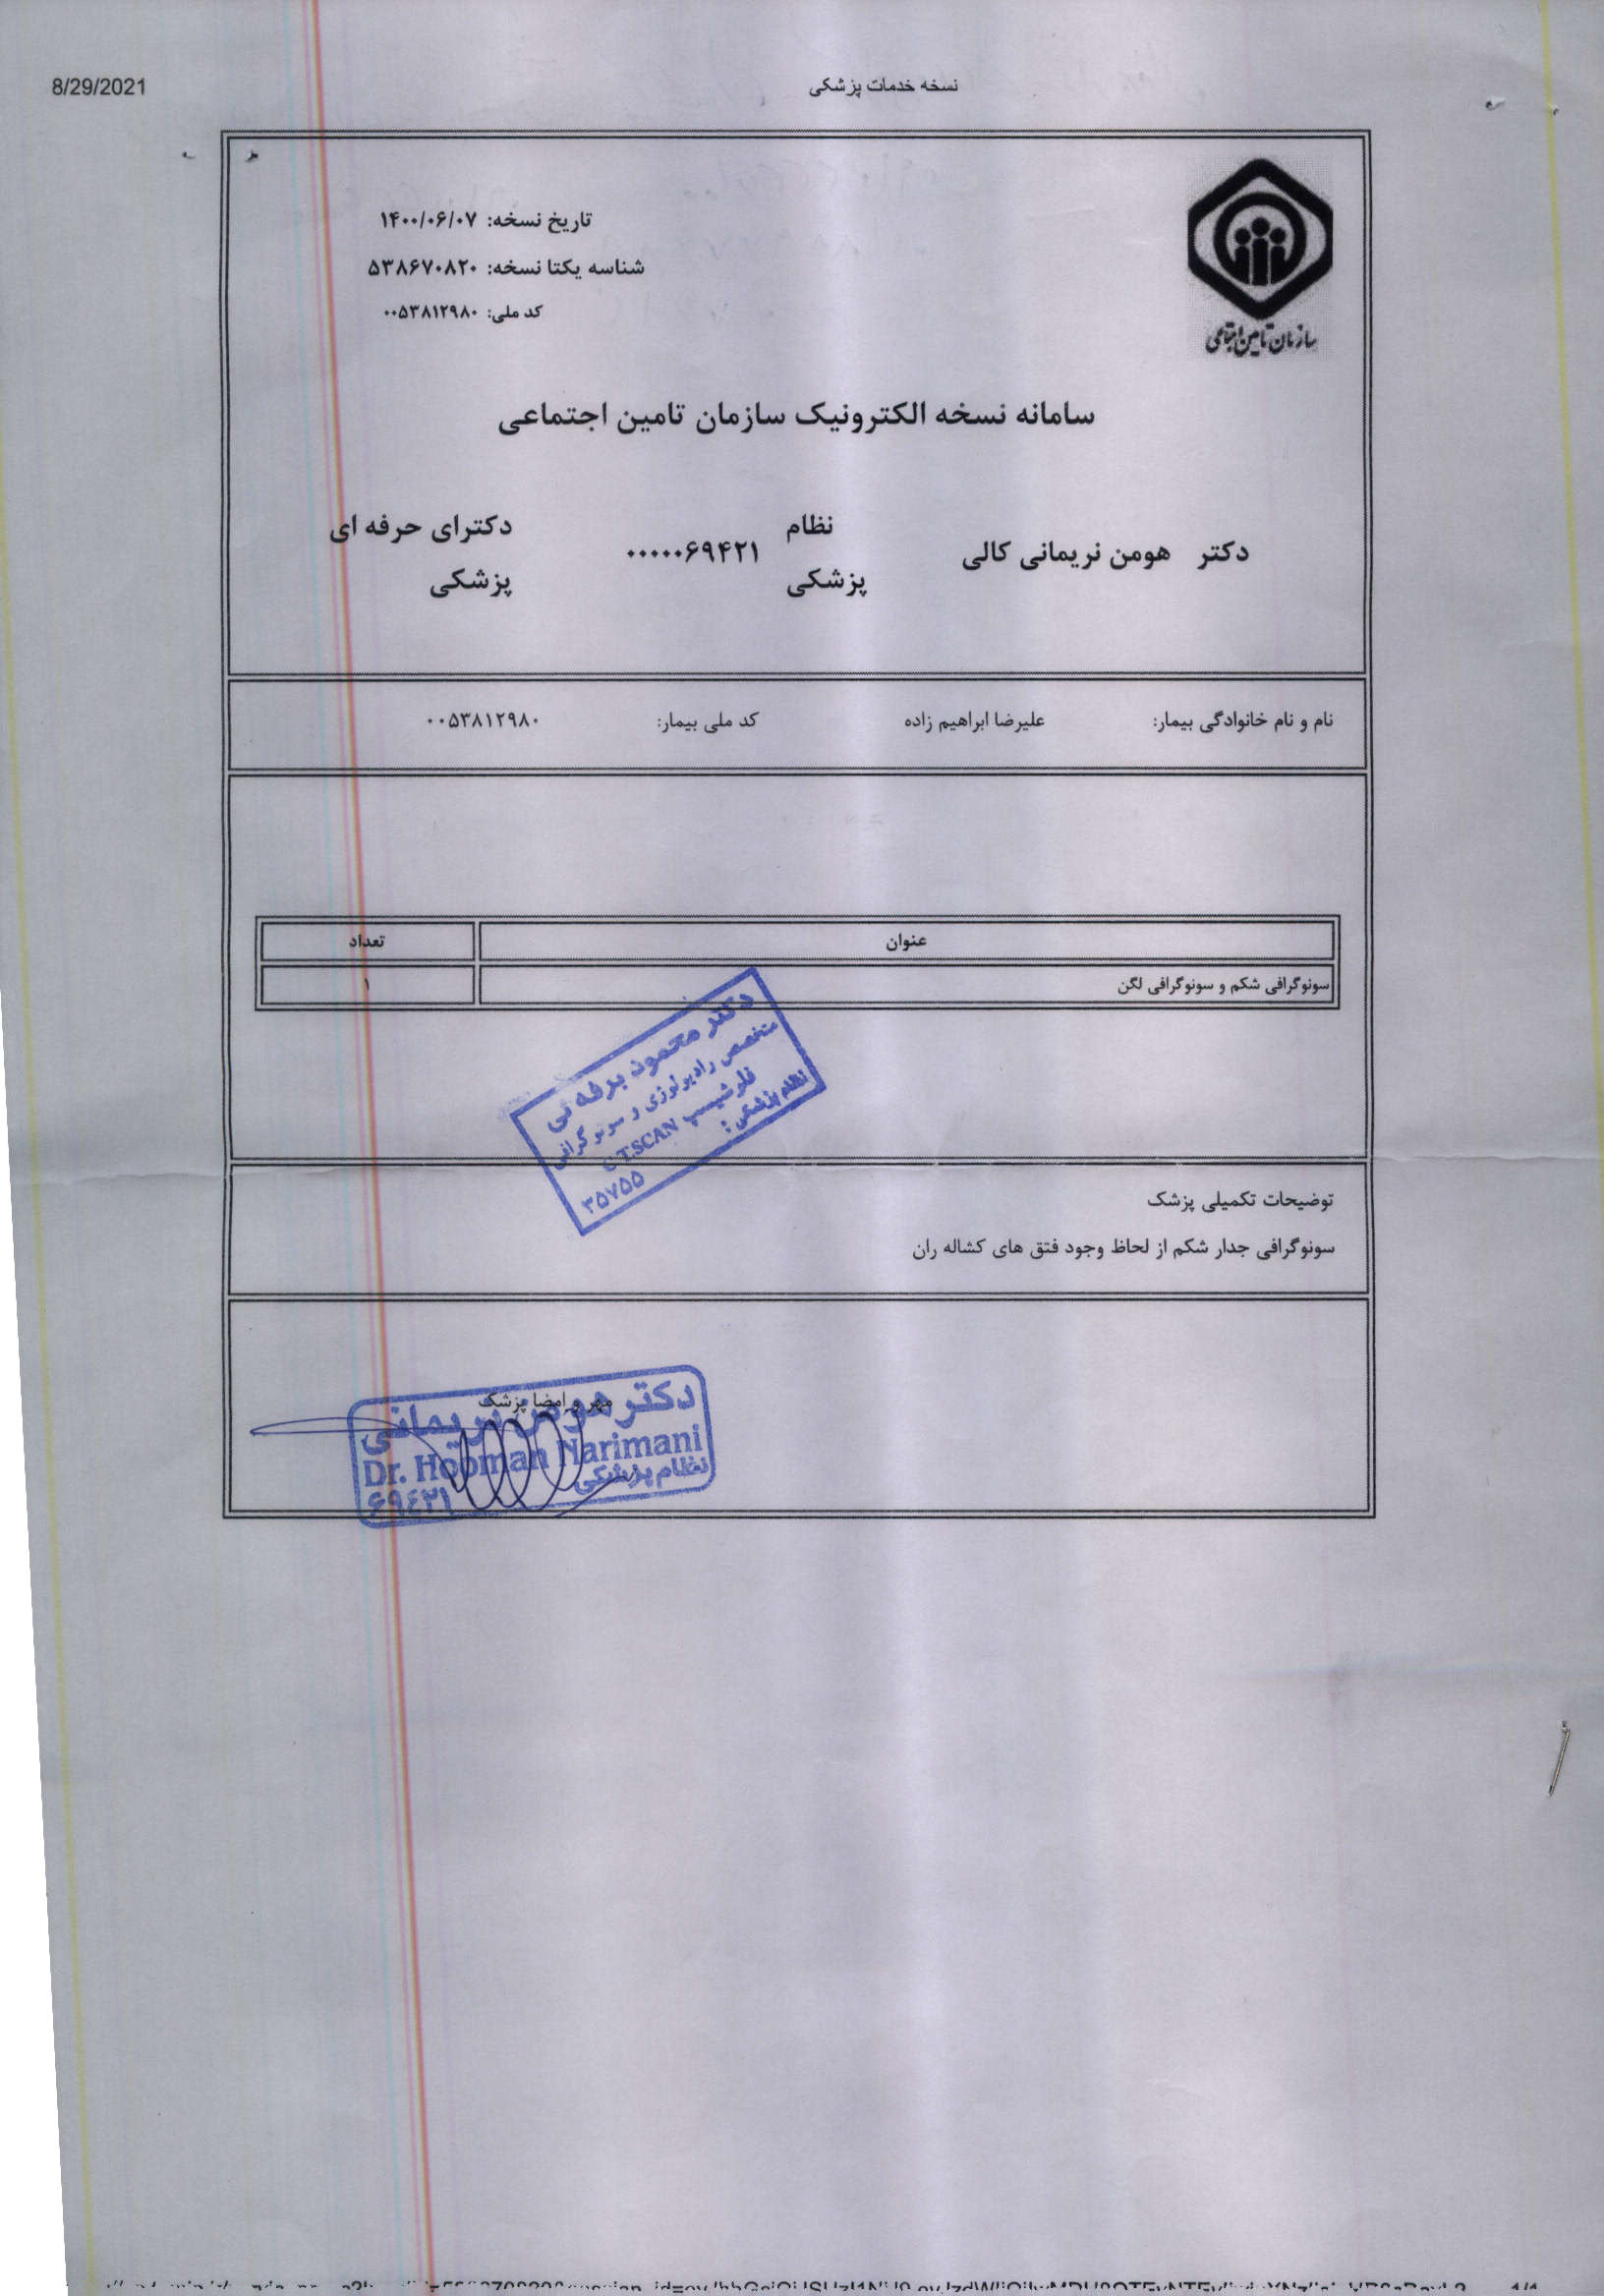 8/29/2021
نسخه خدمات پزشکی
سازمان تامین اجتماعی
تاریخ نسخه: ۱۴۰۰/۰۶/۰۷
شناسه یکتا نسخه: ۵۳۸۶۷۰۸۲۰
کد ملی: ۰۰۵۳۸۱۲۹۸۰
سامانه نسخه الکترونیک سازمان تامین اجتماعی
دکتر هومن نریمانی کالی
نظام پزشکی ۰۰۰۰۰۶۹۴۲۱
دکترای حرفه ای پزشکی
نام و نام خانوادگی بیمار: علیرضا ابراهیم زاده کد ملی بیمار: ۰۰۵۳۸۱۲۹۸۰
عنوان تعداد
سونوگرافی شکم و سونوگرافی لگن ۱
دکتر محمود برفه ئی
متخصص رادیولوژی و سونوگرافی
فلوشیپ C.T.SCAN
نظام پزشکی: ۳۵۷۵۵
توضیحات تکمیلی پزشک
سونوگرافی جدار شکم از لحاظ وجود فتق های کشاله ران
مهر و امضا پزشک
دکتر هومن نریمانی
Dr. Hooman Narimani
نظام پزشکی ۶۹٤۲۱